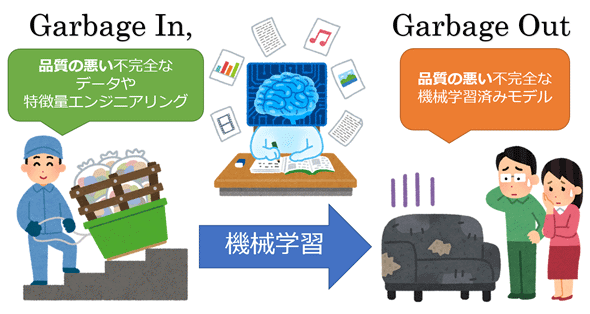 Garbage In,
Garbage Out
品質の悪い不完全な
データや
特徴量エンジニアリング
品質の悪い不完全な
機械学習済みモデル
機械学習